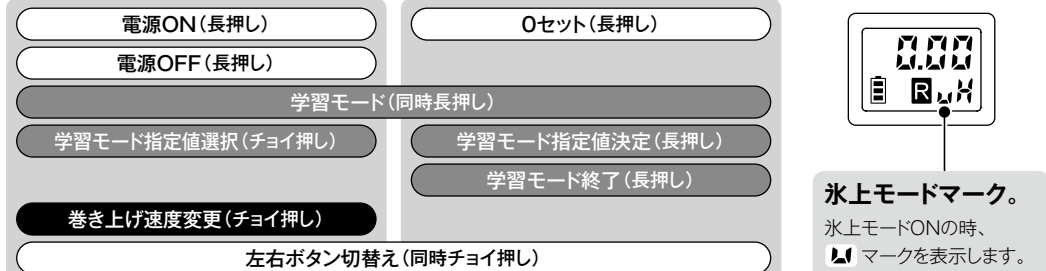 電源ON（長押し）
0セット（長押し）
電源OFF（長押し）
学習モード（同時長押し）
学習モード指定値選択（チョイ押し）
学習モード指定値決定（長押し）
学習モード終了（長押し）
巻き上げ速度変更（チョイ押し）
左右ボタン切替え（同時チョイ押し）
0.00
R
氷上モードマーク。
氷上モードONの時、
マークを表示します。